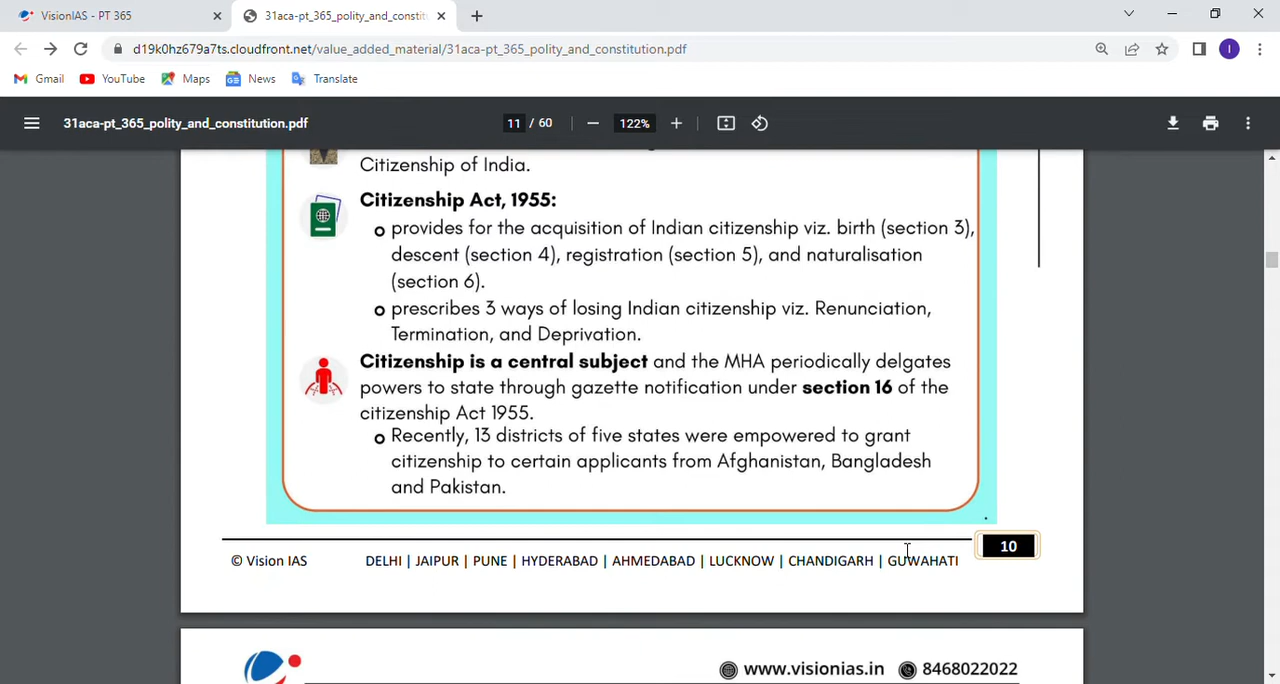 VisionIAS - PT 365
31aca-pt_365_polity_and_constit
d19k0hz679a7ts.cloudfront.net/value_added_material/31aca-pt_365_polity_and_constitution.pdf
I
Gmail
YouTube
Maps
News
Translate
31aca-pt_365_polity_and_constitution.pdf
11 / 60
122%
Citizenship of India.
Citizenship Act, 1955:
o provides for the acquisition of Indian citizenship viz. birth (section 3),
descent (section 4), registration (section 5), and naturalisation
(section 6).
o prescribes 3 ways of losing Indian citizenship viz. Renunciation,
Termination, and Deprivation.
Citizenship is a central subject and the MHA periodically delgates
powers to state through gazette notification under section 16 of the
citizenship Act 1955.
o Recently, 13 districts of five states were empowered to grant
citizenship to certain applicants from Afghanistan, Bangladesh
and Pakistan.
10
© Vision IAS
DELHI | JAIPUR | PUNE | HYDERABAD | AHMEDABAD | LUCKNOW | CHANDIGARH | GUWAHATI
www.visionias.in
8468022022